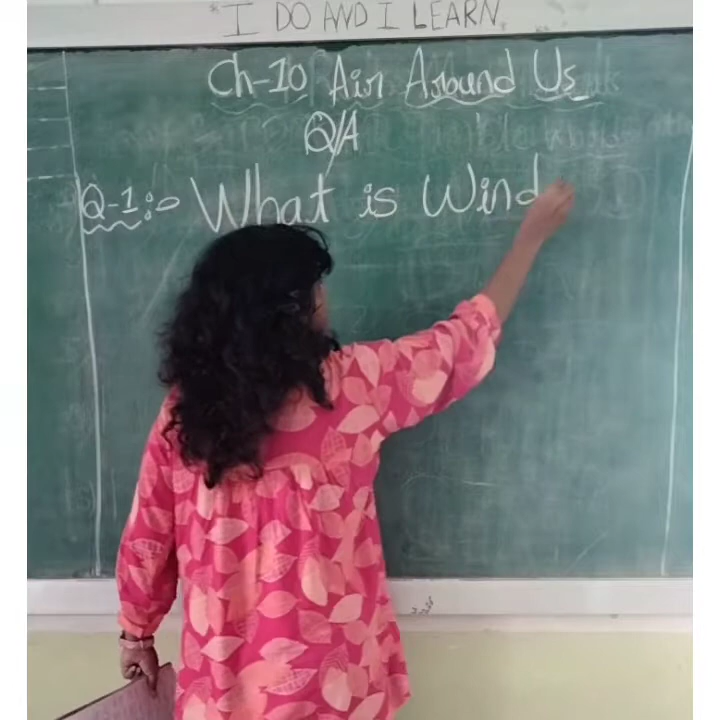 *I DO AND I LEARN
Ch-10 Air Around Us
Q/A
Q-1:- What is Wind